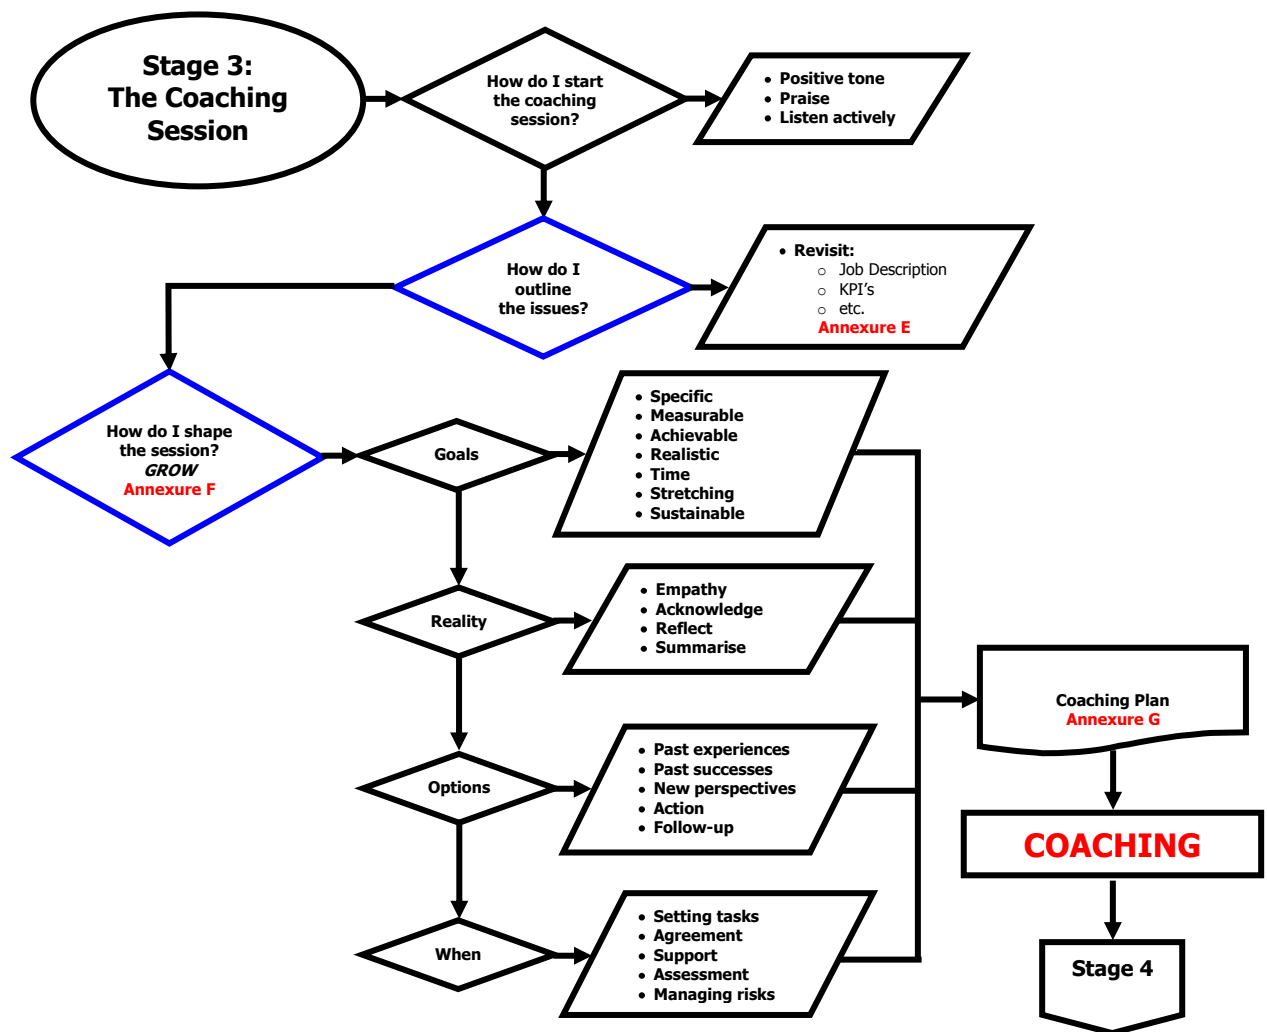 Stage 3:
The Coaching
Session
How do I start
the coaching
session?
• Positive tone
• Praise
• Listen actively
How do I
outline
the issues?
• Revisit:
o Job Description
o KPI's
o etc.
Annexure E
How do I shape
the session?
GROW
Annexure F
Goals
• Specific
• Measurable
• Achievable
• Realistic
• Time
• Stretching
• Sustainable
Reality
• Empathy
• Acknowledge
• Reflect
• Summarise
Options
• Past experiences
• Past successes
• New perspectives
• Action
• Follow-up
When
• Setting tasks
• Agreement
• Support
• Assessment
• Managing risks
Coaching Plan
Annexure G
COACHING
Stage 4